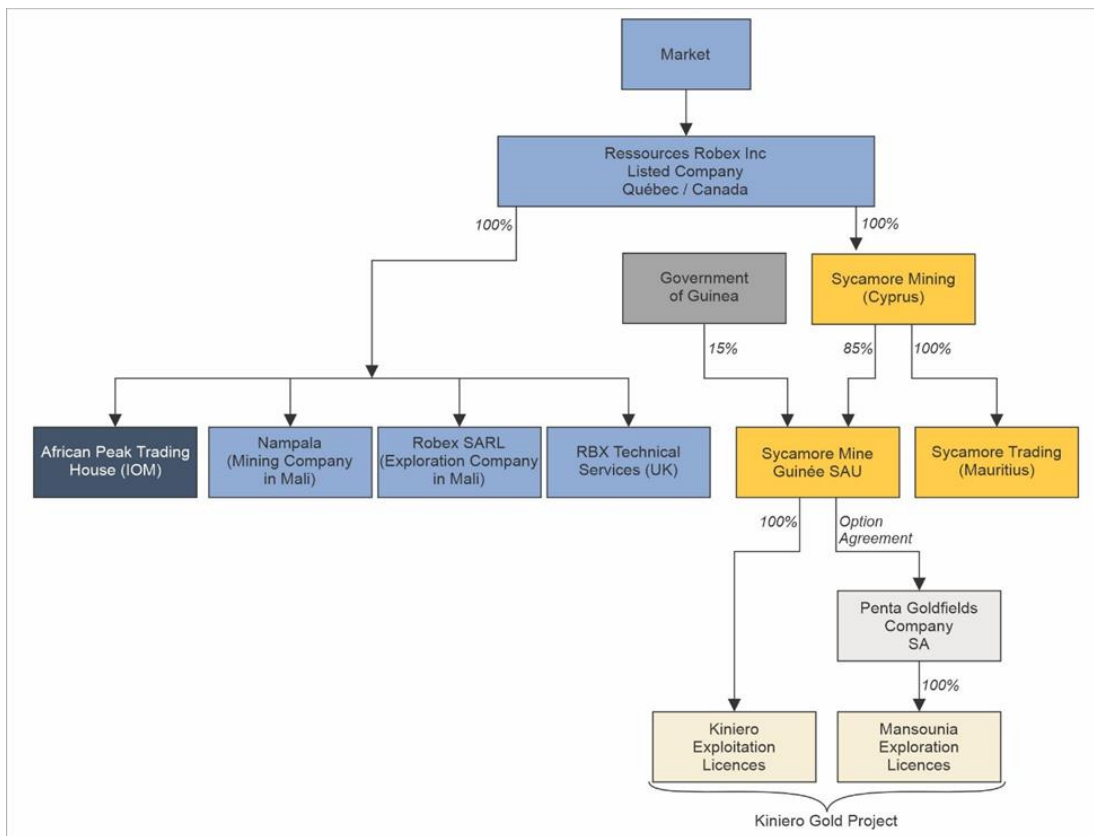 Market
Ressources Robex Inc
Listed Company
Québec / Canada
100%
100%
Government
of Guinea
Sycamore Mining
(Cyprus)
15%
85%
100%
African Peak Trading
House (IOM)
Nampala
(Mining Company
in Mali)
Robex SARL
(Exploration Company
in Mali)
RBX Technical
Services (UK)
Sycamore Mine
Guinée SAU
Sycamore Trading
(Mauritius)
100%
Option
Agreement
Penta Goldfields
Company
SA
100%
Kiniero
Exploitation
Licences
Mansounia
Exploration
Licences
Kiniero Gold Project